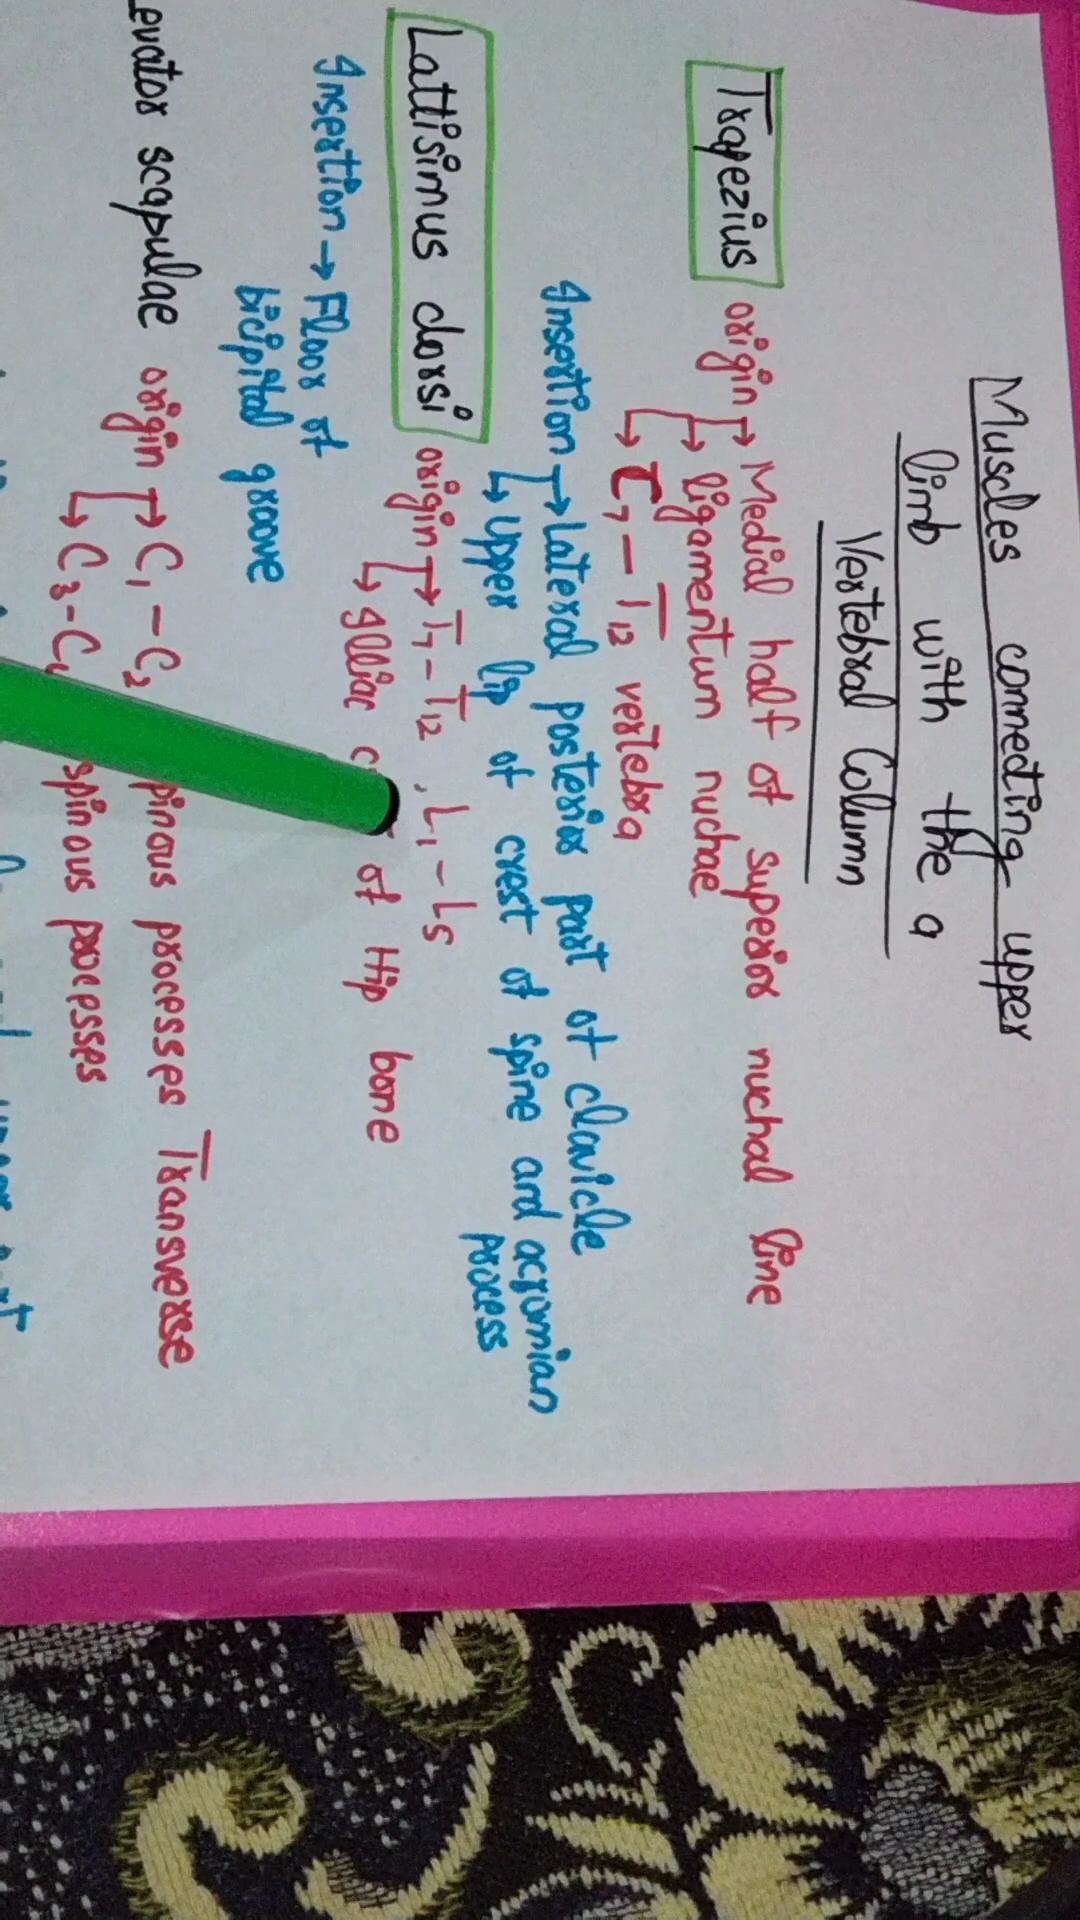 Muscles connecting upper
limb with the a
Vertebral Column
Trapezius origin → Medial half of superior nuchal line
→ ligamentum nuchae
→ C7 – T12 vertebra
Insertion → Lateral posterior part of clavicle
→ upper lip of crest of spine and acromian
process
Lattisimus dorsi origin → T7 – T12 , L1 – L5
→ Illiac of Hip bone
Insertion → Floor of
bicipital groove
evator scapulae origin → C1 – C2 pinous processes Transverse
→ C3 – C4 spinous processes